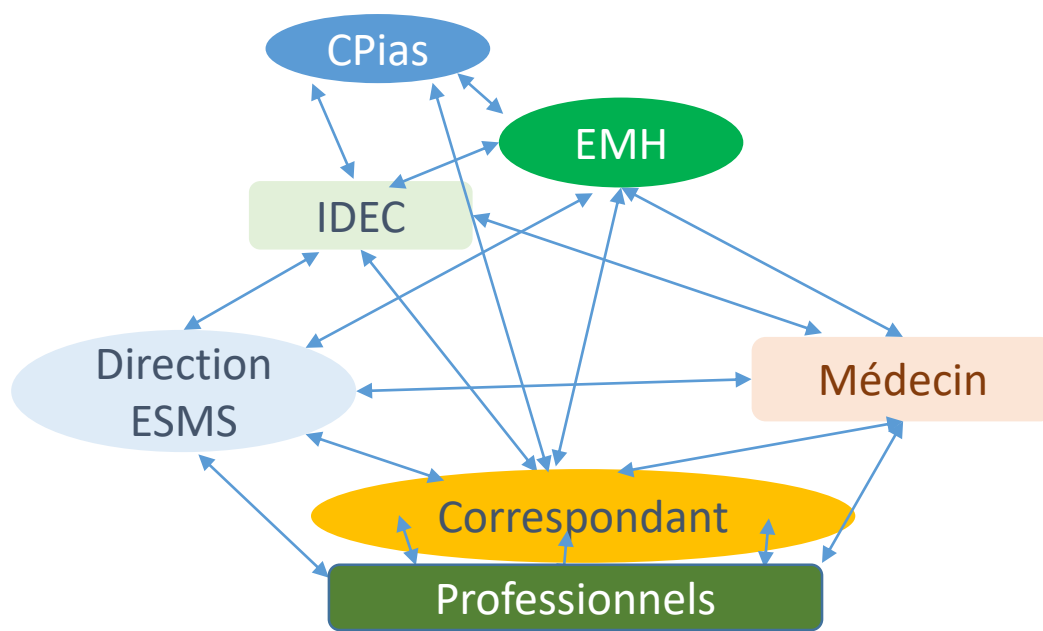 CPias
EMH
IDEC
Direction
ESMS
Médecin
Correspondant
Professionnels